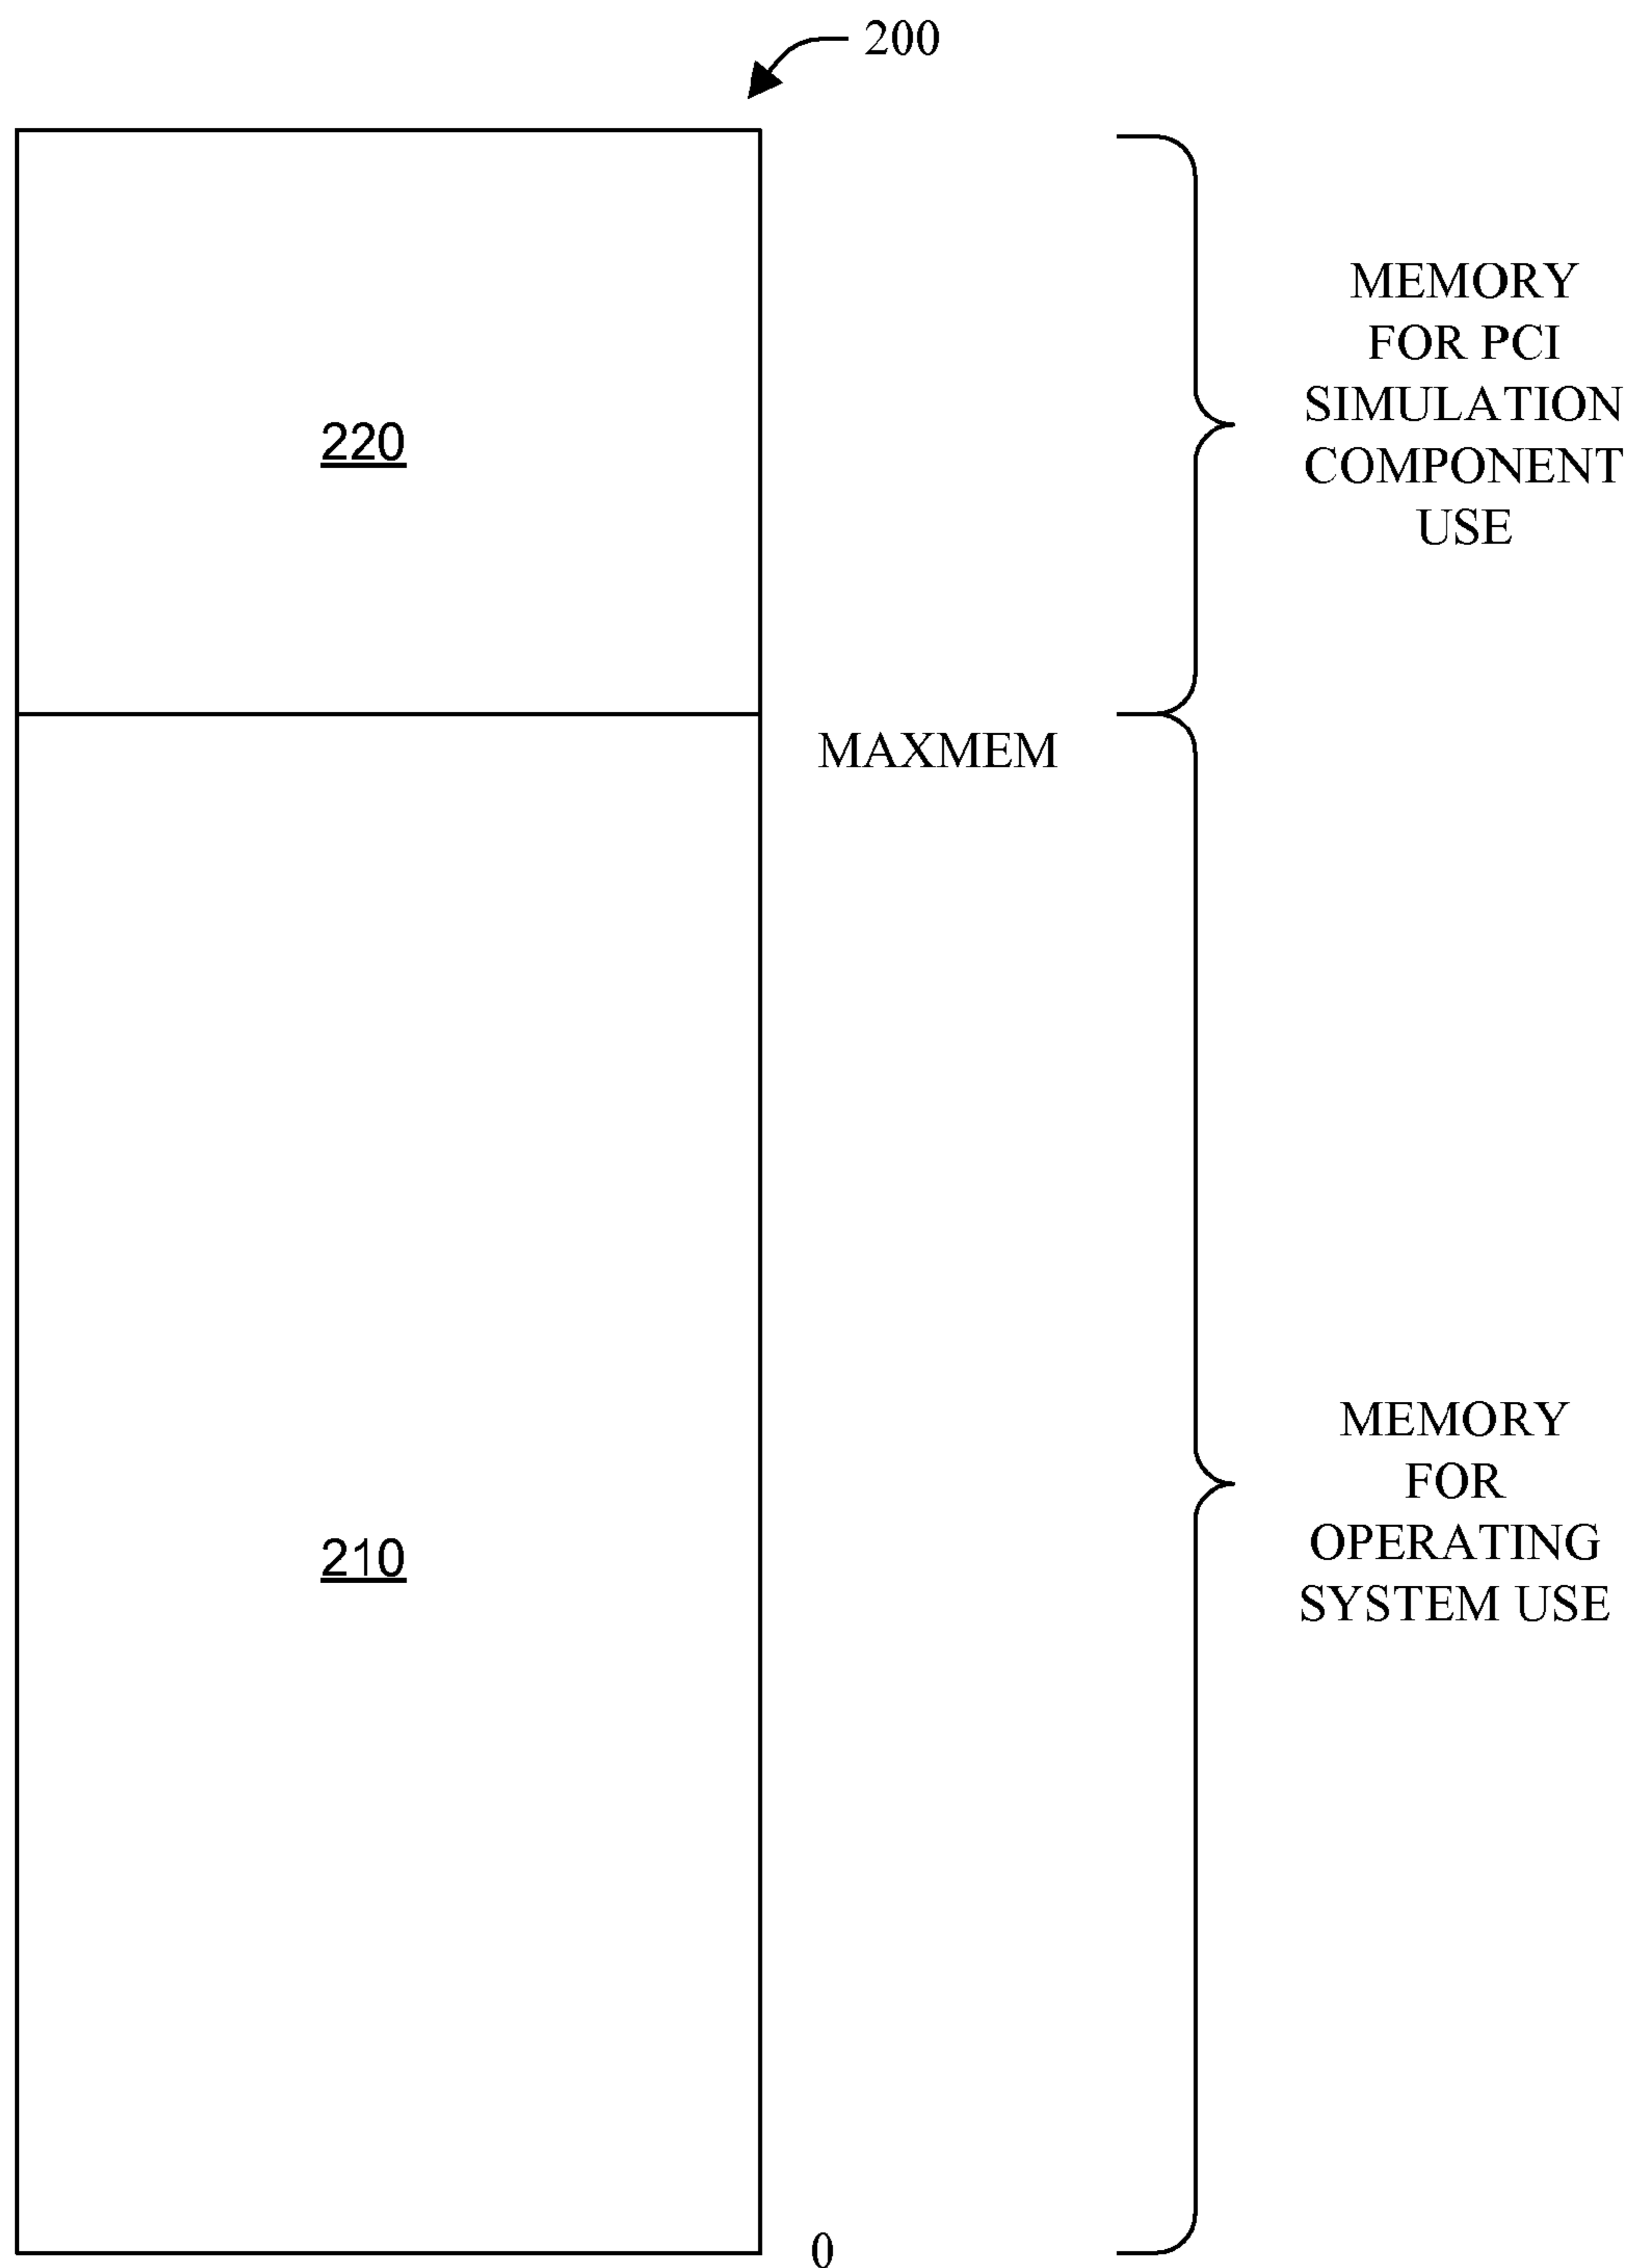 200
220
MEMORY
FOR PCI
SIMULATION
COMPONENT
USE
MAXMEM
210
MEMORY
FOR
OPERATING
SYSTEM USE
0